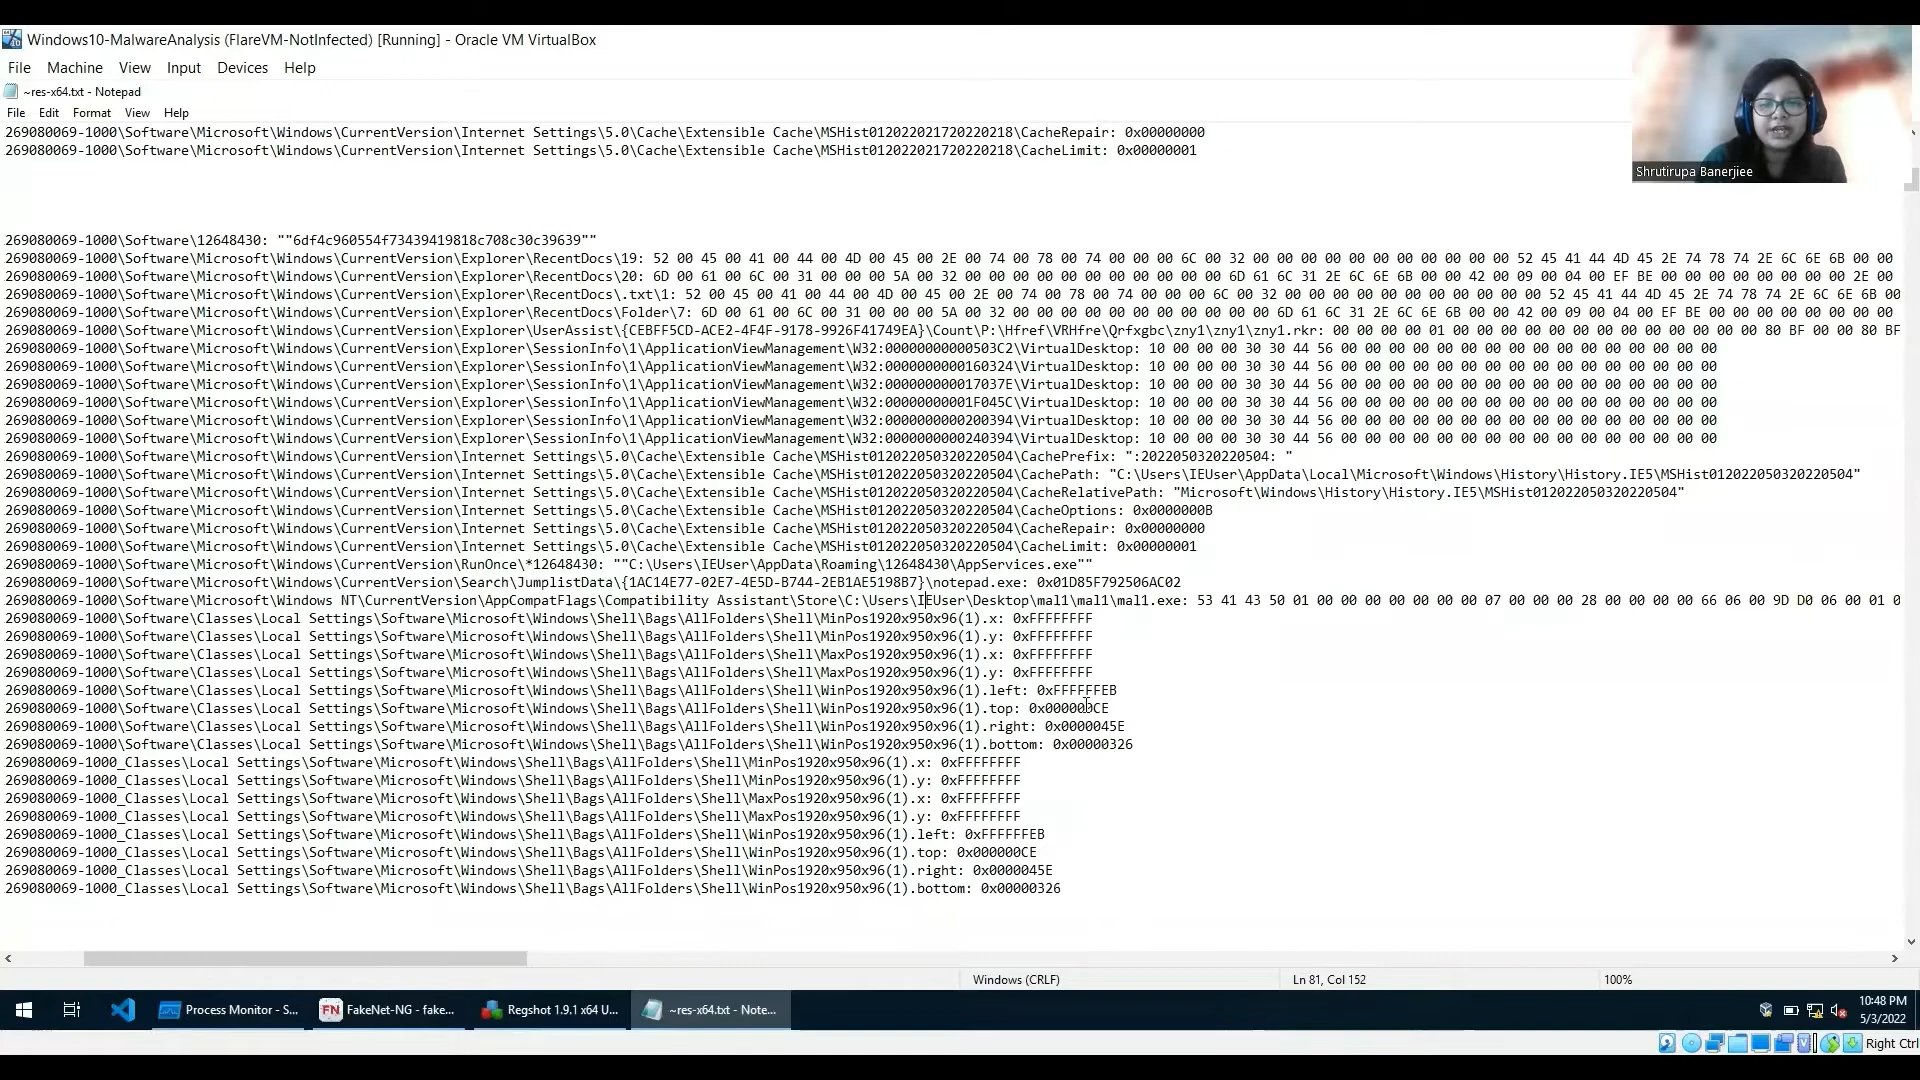 Windows10-MalwareAnalysis (FlareVM-NotInfected) [Running] - Oracle VM VirtualBox
File Machine View Input Devices Help
~res-x64.txt - Notepad
File Edit Format View Help
Shrutirupa Banerjiee
269080069-1000\Software\Microsoft\Windows\CurrentVersion\Internet Settings\5.0\Cache\Extensible Cache\MSHist012022021720220218\CacheRepair: 0x00000000
269080069-1000\Software\Microsoft\Windows\CurrentVersion\Internet Settings\5.0\Cache\Extensible Cache\MSHist012022021720220218\CacheLimit: 0x00000001
269080069-1000\Software\12648430: ""6df4c960554f73439419818c708c30c39639""
269080069-1000\Software\Microsoft\Windows\CurrentVersion\Explorer\RecentDocs\19: 52 00 45 00 41 00 44 00 4D 00 45 00 2E 00 74 00 78 00 74 00 00 00 6C 00 32 00 00 00 00 00 00 00 00 00 52 45 41 44 4D 45 2E 74 78 74 2E 6C 6E 6B 00 00
269080069-1000\Software\Microsoft\Windows\CurrentVersion\Explorer\RecentDocs\20: 6D 00 61 00 6C 00 31 00 00 00 5A 00 32 00 00 00 00 00 00 00 00 00 00 00 6D 61 6C 31 2E 6C 6E 6B 00 00 42 00 09 00 04 00 EF BE 00 00 00 00 00 00 00 00 2E 00
269080069-1000\Software\Microsoft\Windows\CurrentVersion\Explorer\RecentDocs\.txt\1: 52 00 45 00 41 00 44 00 4D 00 45 00 2E 00 74 00 78 00 74 00 00 00 6C 00 32 00 00 00 00 00 00 00 00 00 00 00 52 45 41 44 4D 45 2E 74 78 74 2E 6C 6E 6B 00
269080069-1000\Software\Microsoft\Windows\CurrentVersion\Explorer\RecentDocs\Folder\7: 6D 00 61 00 6C 00 31 00 00 00 5A 00 32 00 00 00 00 00 00 00 00 00 00 00 6D 61 6C 31 2E 6C 6E 6B 00 00 42 00 09 00 04 00 EF BE 00 00 00 00 00 00 00 00
269080069-1000\Software\Microsoft\Windows\CurrentVersion\Explorer\UserAssist\{CEBFF5CD-ACE2-4F4F-9178-9926F41749EA}\Count\P:\Hfref\VRHfre\Qrfxgbc\zny1\zny1\zny1.rkr: 00 00 00 00 01 00 00 00 00 00 00 00 00 00 00 00 00 00 80 BF 00 00 80 BF
269080069-1000\Software\Microsoft\Windows\CurrentVersion\Explorer\SessionInfo\1\ApplicationViewManagement\W32:00000000000503C2\VirtualDesktop: 10 00 00 00 30 30 44 56 00 00 00 00 00 00 00 00 00 00 00 00 00 00 00 00
269080069-1000\Software\Microsoft\Windows\CurrentVersion\Explorer\SessionInfo\1\ApplicationViewManagement\W32:0000000000160324\VirtualDesktop: 10 00 00 00 30 30 44 56 00 00 00 00 00 00 00 00 00 00 00 00 00 00 00 00
269080069-1000\Software\Microsoft\Windows\CurrentVersion\Explorer\SessionInfo\1\ApplicationViewManagement\W32:000000000017037E\VirtualDesktop: 10 00 00 00 30 30 44 56 00 00 00 00 00 00 00 00 00 00 00 00 00 00 00 00
269080069-1000\Software\Microsoft\Windows\CurrentVersion\Explorer\SessionInfo\1\ApplicationViewManagement\W32:00000000001F045C\VirtualDesktop: 10 00 00 00 30 30 44 56 00 00 00 00 00 00 00 00 00 00 00 00 00 00 00 00
269080069-1000\Software\Microsoft\Windows\CurrentVersion\Explorer\SessionInfo\1\ApplicationViewManagement\W32:0000000000200394\VirtualDesktop: 10 00 00 00 30 30 44 56 00 00 00 00 00 00 00 00 00 00 00 00 00 00 00 00
269080069-1000\Software\Microsoft\Windows\CurrentVersion\Explorer\SessionInfo\1\ApplicationViewManagement\W32:0000000000240394\VirtualDesktop: 10 00 00 00 30 30 44 56 00 00 00 00 00 00 00 00 00 00 00 00 00 00 00 00
269080069-1000\Software\Microsoft\Windows\CurrentVersion\Internet Settings\5.0\Cache\Extensible Cache\MSHist012022050320220504\CachePrefix: ":2022050320220504: "
269080069-1000\Software\Microsoft\Windows\CurrentVersion\Internet Settings\5.0\Cache\Extensible Cache\MSHist012022050320220504\CachePath: "C:\Users\IEUser\AppData\Local\Microsoft\Windows\History\History.IE5\MSHist012022050320220504"
269080069-1000\Software\Microsoft\Windows\CurrentVersion\Internet Settings\5.0\Cache\Extensible Cache\MSHist012022050320220504\CacheRelativePath: "Microsoft\Windows\History\History.IE5\MSHist012022050320220504"
269080069-1000\Software\Microsoft\Windows\CurrentVersion\Internet Settings\5.0\Cache\Extensible Cache\MSHist012022050320220504\CacheOptions: 0x0000000B
269080069-1000\Software\Microsoft\Windows\CurrentVersion\Internet Settings\5.0\Cache\Extensible Cache\MSHist012022050320220504\CacheRepair: 0x00000000
269080069-1000\Software\Microsoft\Windows\CurrentVersion\Internet Settings\5.0\Cache\Extensible Cache\MSHist012022050320220504\CacheLimit: 0x00000001
269080069-1000\Software\Microsoft\Windows\CurrentVersion\RunOnce\*12648430: ""C:\Users\IEUser\AppData\Roaming\12648430\AppServices.exe""
269080069-1000\Software\Microsoft\Windows\CurrentVersion\Search\JumplistData\{1AC14E77-02E7-4E5D-B744-2EB1AE5198B7}\notepad.exe: 0x01D85F792506AC02
269080069-1000\Software\Microsoft\Windows NT\CurrentVersion\AppCompatFlags\Compatibility Assistant\Store\C:\Users\IEUser\Desktop\mal1\mal1\mal1.exe: 53 41 43 50 01 00 00 00 00 00 00 00 07 00 00 00 28 00 00 00 00 66 06 00 9D D0 06 00 01 0
269080069-1000\Software\Classes\Local Settings\Software\Microsoft\Windows\Shell\Bags\AllFolders\Shell\MinPos1920x950x96(1).x: 0xFFFFFFFF
269080069-1000\Software\Classes\Local Settings\Software\Microsoft\Windows\Shell\Bags\AllFolders\Shell\MinPos1920x950x96(1).y: 0xFFFFFFFF
269080069-1000\Software\Classes\Local Settings\Software\Microsoft\Windows\Shell\Bags\AllFolders\Shell\MaxPos1920x950x96(1).x: 0xFFFFFFFF
269080069-1000\Software\Classes\Local Settings\Software\Microsoft\Windows\Shell\Bags\AllFolders\Shell\MaxPos1920x950x96(1).y: 0xFFFFFFFF
269080069-1000\Software\Classes\Local Settings\Software\Microsoft\Windows\Shell\Bags\AllFolders\Shell\WinPos1920x950x96(1).left: 0xFFFFFFEB
269080069-1000\Software\Classes\Local Settings\Software\Microsoft\Windows\Shell\Bags\AllFolders\Shell\WinPos1920x950x96(1).top: 0x000000CE
269080069-1000\Software\Classes\Local Settings\Software\Microsoft\Windows\Shell\Bags\AllFolders\Shell\WinPos1920x950x96(1).right: 0x0000045E
269080069-1000\Software\Classes\Local Settings\Software\Microsoft\Windows\Shell\Bags\AllFolders\Shell\WinPos1920x950x96(1).bottom: 0x00000326
269080069-1000_Classes\Local Settings\Software\Microsoft\Windows\Shell\Bags\AllFolders\Shell\MinPos1920x950x96(1).x: 0xFFFFFFFF
269080069-1000_Classes\Local Settings\Software\Microsoft\Windows\Shell\Bags\AllFolders\Shell\MinPos1920x950x96(1).y: 0xFFFFFFFF
269080069-1000_Classes\Local Settings\Software\Microsoft\Windows\Shell\Bags\AllFolders\Shell\MaxPos1920x950x96(1).x: 0xFFFFFFFF
269080069-1000_Classes\Local Settings\Software\Microsoft\Windows\Shell\Bags\AllFolders\Shell\MaxPos1920x950x96(1).y: 0xFFFFFFFF
269080069-1000_Classes\Local Settings\Software\Microsoft\Windows\Shell\Bags\AllFolders\Shell\WinPos1920x950x96(1).left: 0xFFFFFFEB
269080069-1000_Classes\Local Settings\Software\Microsoft\Windows\Shell\Bags\AllFolders\Shell\WinPos1920x950x96(1).top: 0x000000CE
269080069-1000_Classes\Local Settings\Software\Microsoft\Windows\Shell\Bags\AllFolders\Shell\WinPos1920x950x96(1).right: 0x0000045E
269080069-1000_Classes\Local Settings\Software\Microsoft\Windows\Shell\Bags\AllFolders\Shell\WinPos1920x950x96(1).bottom: 0x00000326
Windows (CRLF) Ln 81, Col 152 100%
Process Monitor - S... FN FakeNet-NG - fake... Regshot 1.9.1 x64 U... ~res-x64.txt - Note... 10:48 PM
5/3/2022
Right Ctrl